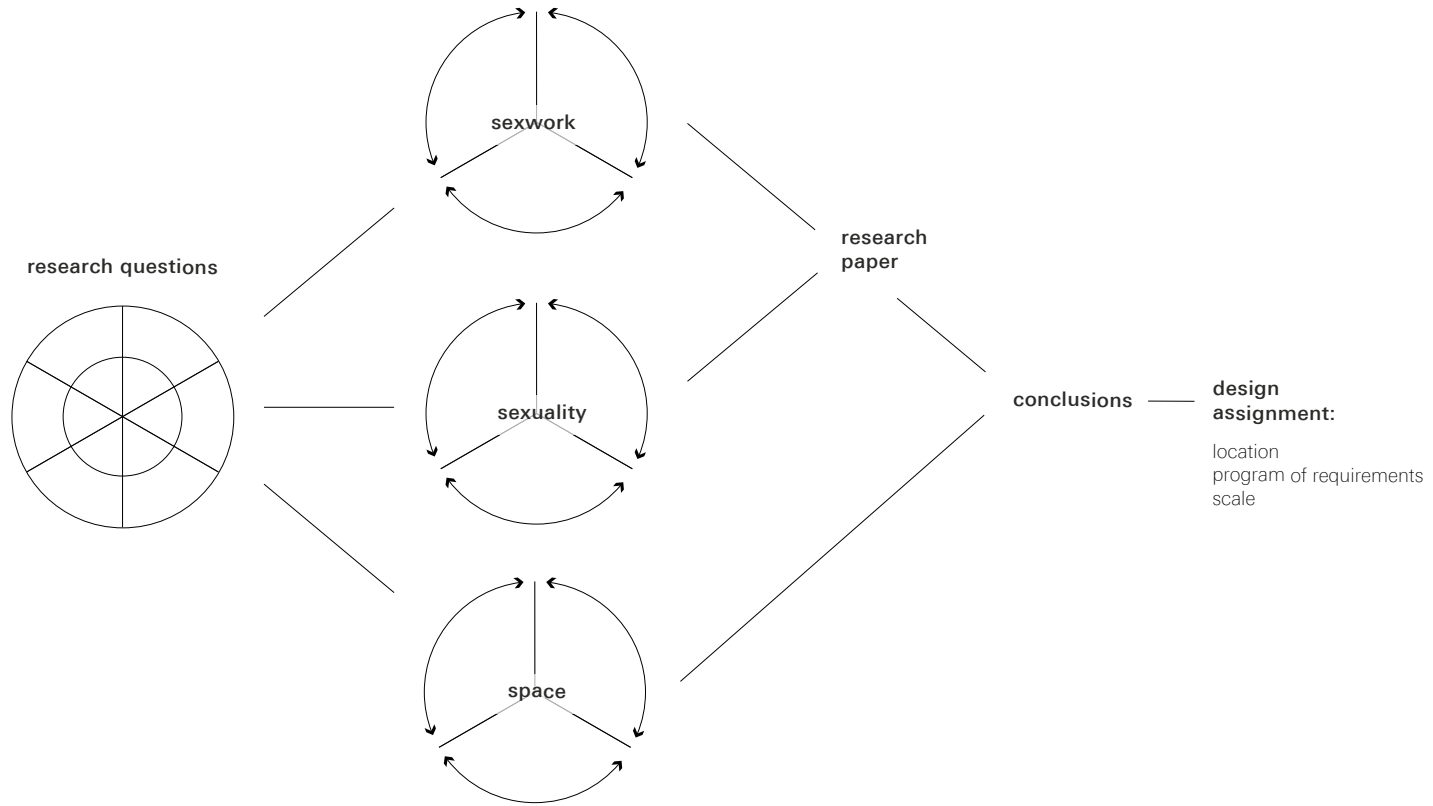 research questions
sexwork
sexuality
space
research
paper
conclusions
design
assignment:
location
program of requirements
scale